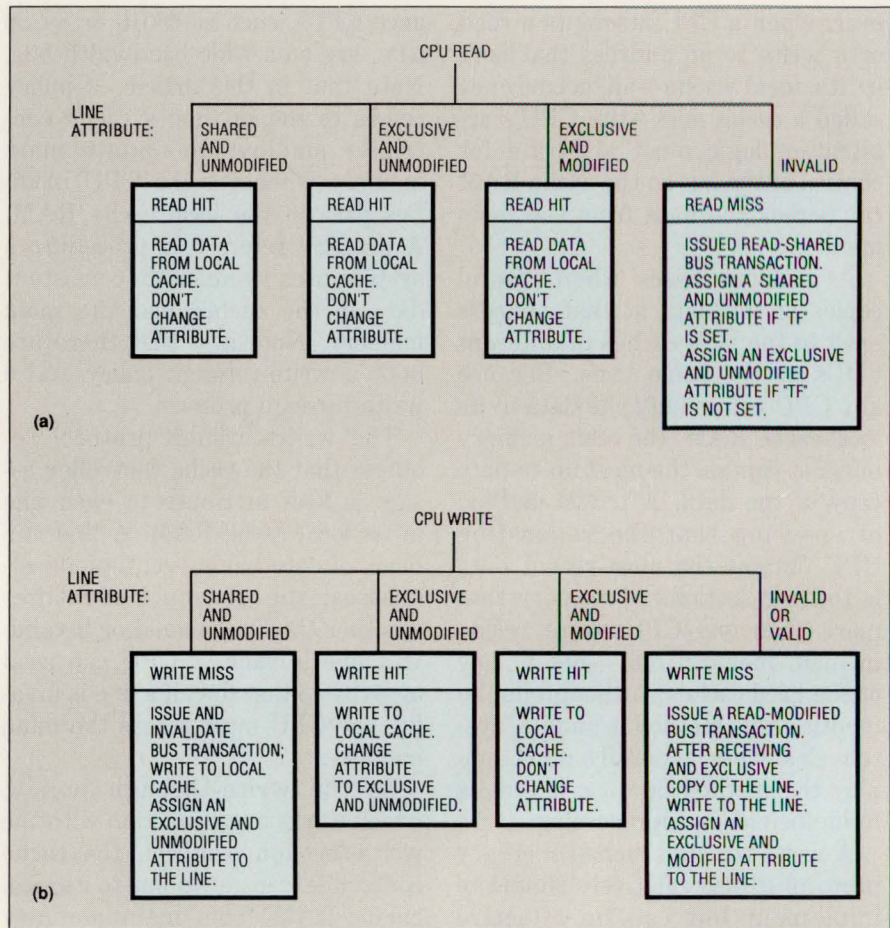 CPU READ
LINE
ATTRIBUTE:
SHARED
AND
UNMODIFIED
EXCLUSIVE
AND
UNMODIFIED
EXCLUSIVE
AND
MODIFIED
INVALID
READ HIT
READ DATA
FROM LOCAL
CACHE.
DON'T
CHANGE
ATTRIBUTE.
READ HIT
READ DATA
FROM LOCAL
CACHE.
DON'T
CHANGE
ATTRIBUTE.
READ HIT
READ DATA
FROM LOCAL
CACHE.
DON'T
CHANGE
ATTRIBUTE.
READ MISS
ISSUED READ-SHARED
BUS TRANSACTION.
ASSIGN A SHARED
AND UNMODIFIED
ATTRIBUTE IF "TF"
IS SET.
ASSIGN AN EXCLUSIVE
AND UNMODIFIED
ATTRIBUTE IF "TF"
IS NOT SET.
(a)
CPU WRITE
LINE
ATTRIBUTE:
SHARED
AND
UNMODIFIED
EXCLUSIVE
AND
UNMODIFIED
EXCLUSIVE
AND
MODIFIED
INVALID
OR
VALID
WRITE MISS
ISSUE AND
INVALIDATE
BUS TRANSACTION;
WRITE TO LOCAL
CACHE.
ASSIGN AN
EXCLUSIVE AND
UNMODIFIED
ATTRIBUTE TO
THE LINE.
WRITE HIT
WRITE TO
LOCAL CACHE.
CHANGE
ATTRIBUTE
TO EXCLUSIVE
AND UNMODIFIED.
WRITE HIT
WRITE TO
LOCAL
CACHE.
DON'T
CHANGE
ATTRIBUTE.
WRITE MISS
ISSUE A READ-MODIFIED
BUS TRANSACTION.
AFTER RECEIVING
AND EXCLUSIVE
COPY OF THE LINE,
WRITE TO THE LINE.
ASSIGN AN
EXCLUSIVE AND
MODIFIED ATTRIBUTE
TO THE LINE.
(b)